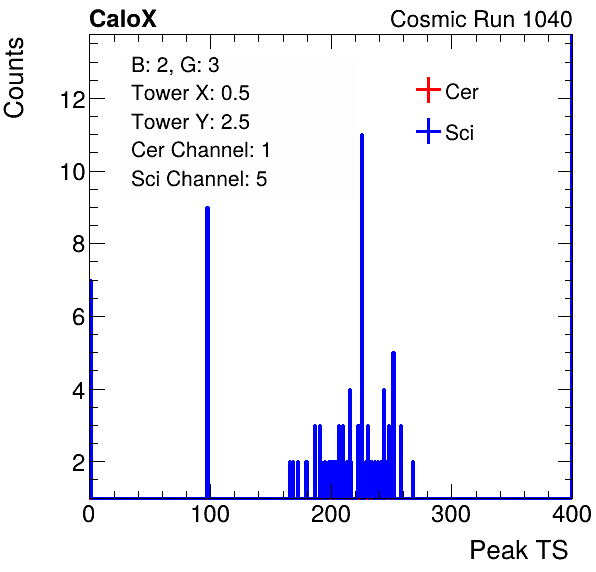 CaloX Cosmic Run 1040
Counts
B: 2, G: 3
Tower X: 0.5
Tower Y: 2.5
Cer Channel: 1
Sci Channel: 5
Cer
Sci
12
10
8
6
4
2
0 100 200 300 400
Peak TS